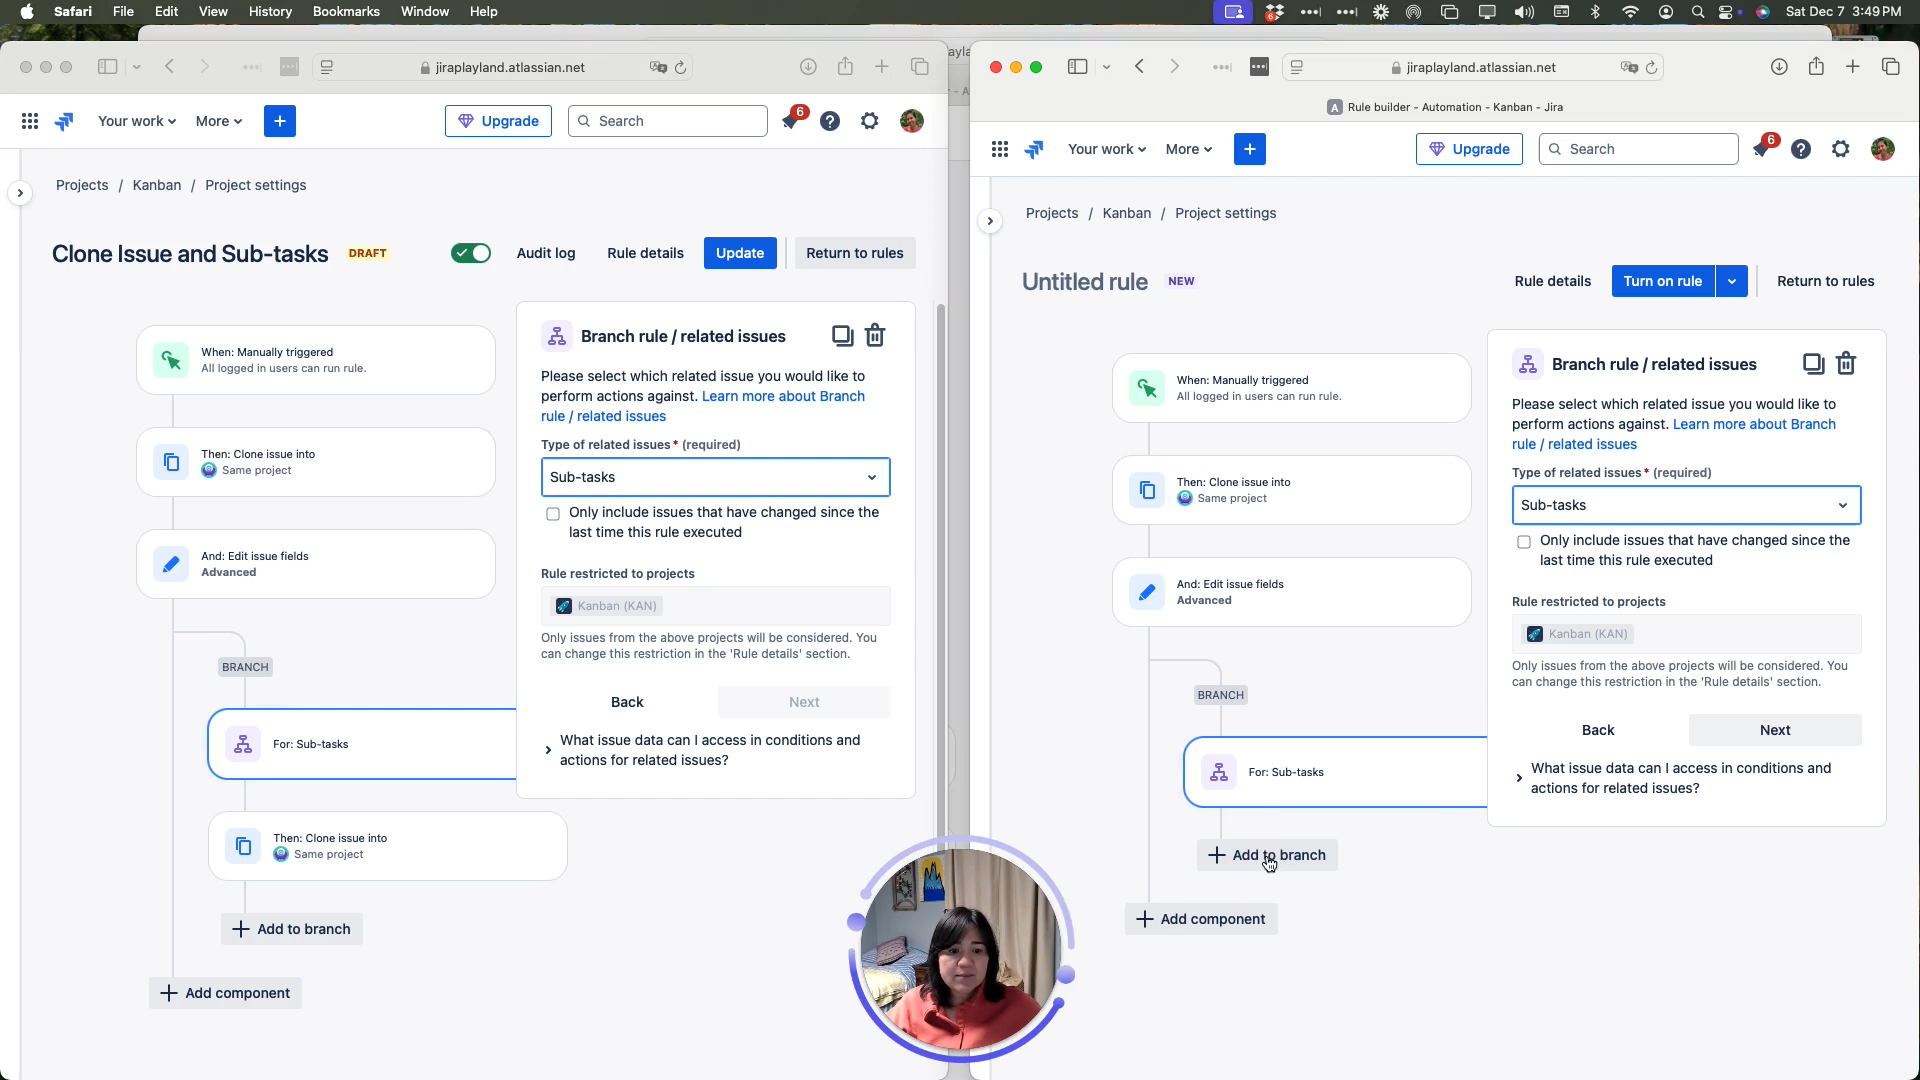 Safari File Edit View History Bookmarks Window Help
6
Sat Dec 7 3:49 PM
jiraplayland.atlassian.net
Your work
More
+
Upgrade
Search
6
Projects / Kanban / Project settings
Clone Issue and Sub-tasks
DRAFT
Audit log
Rule details
Update
Return to rules
When: Manually triggered
All logged in users can run rule.
Then: Clone issue into
Same project
And: Edit issue fields
Advanced
BRANCH
For: Sub-tasks
Then: Clone issue into
Same project
Add to branch
Add component
Branch rule / related issues
Please select which related issue you would like to
perform actions against. Learn more about Branch
rule / related issues
Type of related issues* (required)
Sub-tasks
Only include issues that have changed since the
last time this rule executed
Rule restricted to projects
Kanban (KAN)
Only issues from the above projects will be considered. You
can change this restriction in the 'Rule details' section.
Back
Next
What issue data can I access in conditions and
actions for related issues?
jiraplayland.atlassian.net
A Rule builder - Automation - Kanban - Jira
Your work
More
+
Upgrade
Search
6
Projects / Kanban / Project settings
Untitled rule
NEW
Rule details
Turn on rule
Return to rules
When: Manually triggered
All logged in users can run rule.
Then: Clone issue into
Same project
And: Edit issue fields
Advanced
BRANCH
For: Sub-tasks
Add to branch
Add component
Branch rule / related issues
Please select which related issue you would like to
perform actions against. Learn more about Branch
rule / related issues
Type of related issues* (required)
Sub-tasks
Only include issues that have changed since the
last time this rule executed
Rule restricted to projects
Kanban (KAN)
Only issues from the above projects will be considered. You
can change this restriction in the 'Rule details' section.
Back
Next
What issue data can I access in conditions and
actions for related issues?